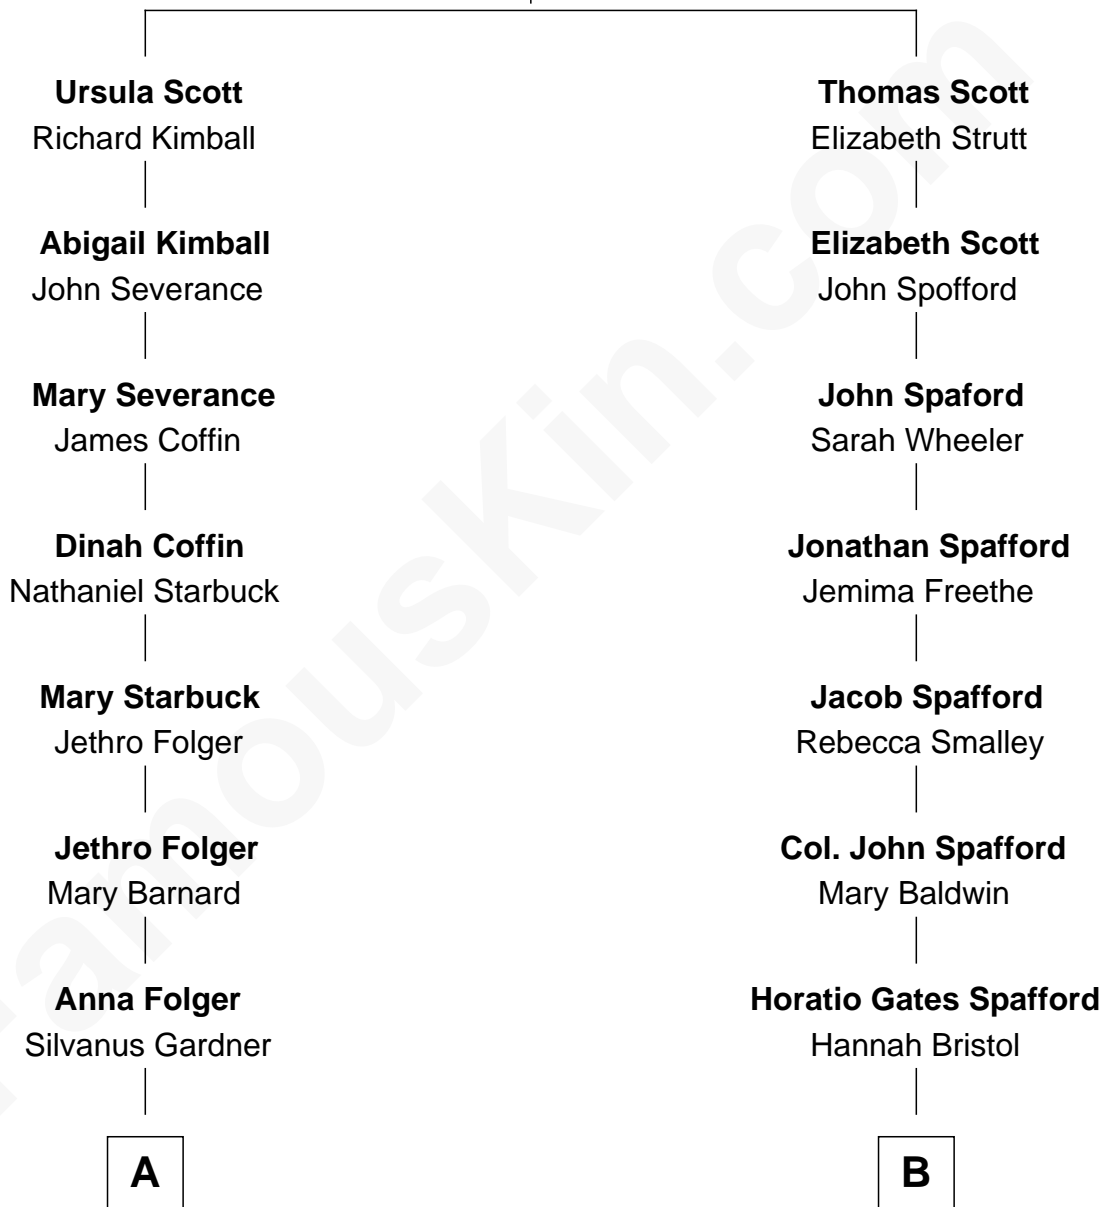 Ursula Scott
Richard Kimball
Abigail Kimball
John Severance
Mary Severance
James Coffin
Dinah Coffin
Nathaniel Starbuck
Mary Starbuck
Jethro Folger
Jethro Folger
Mary Barnard
Anna Folger
Silvanus Gardner
A
Thomas Scott
Elizabeth Strutt
Elizabeth Scott
John Spofford
John Spaford
Sarah Wheeler
Jonathan Spafford
Jemima Freethe
Jacob Spafford
Rebecca Smalley
Col. John Spafford
Mary Baldwin
Horatio Gates Spafford
Hannah Bristol
B
FamousKin.com